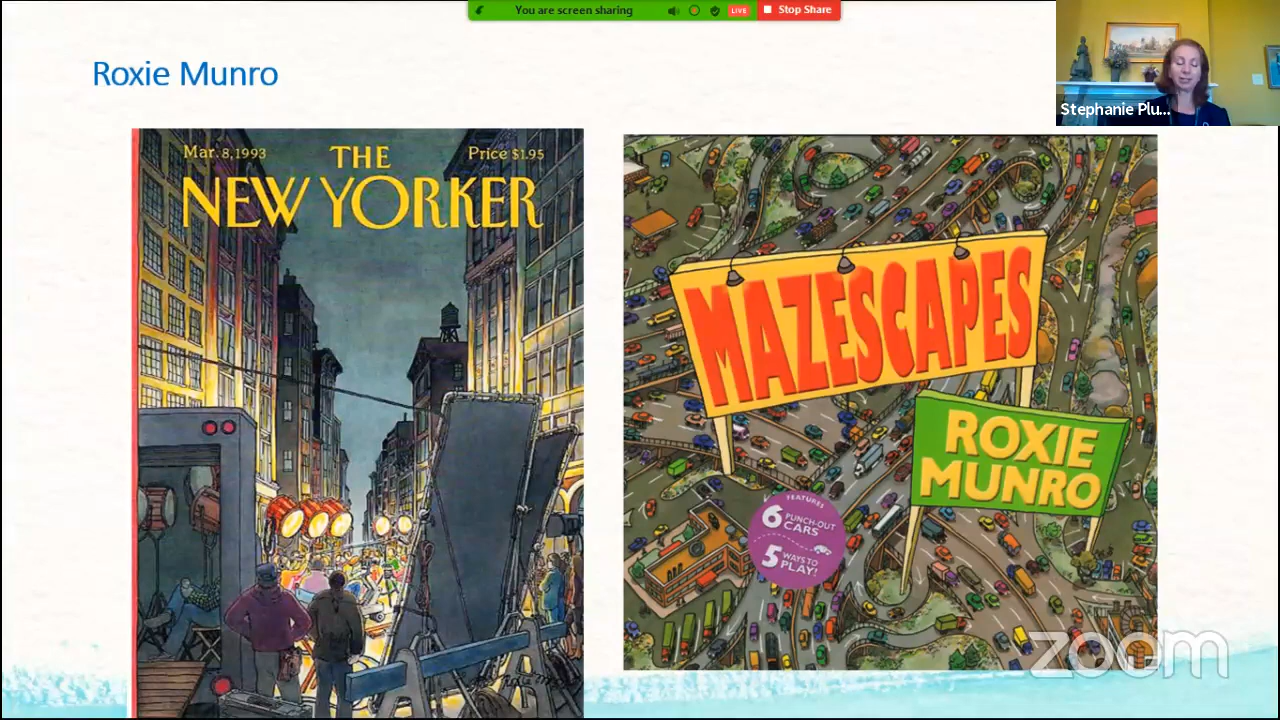 You are screen sharing
LIVE
Stop Share
Roxie Munro
Stephanie Plu...
Mar. 8, 1993
THE
Price $1.95
NEW YORKER
MAZESCAPES
ROXIE
MUNRO
FEATURES
6 PUNCH-OUT
CARS
5 WAYS TO
PLAY!
zoom